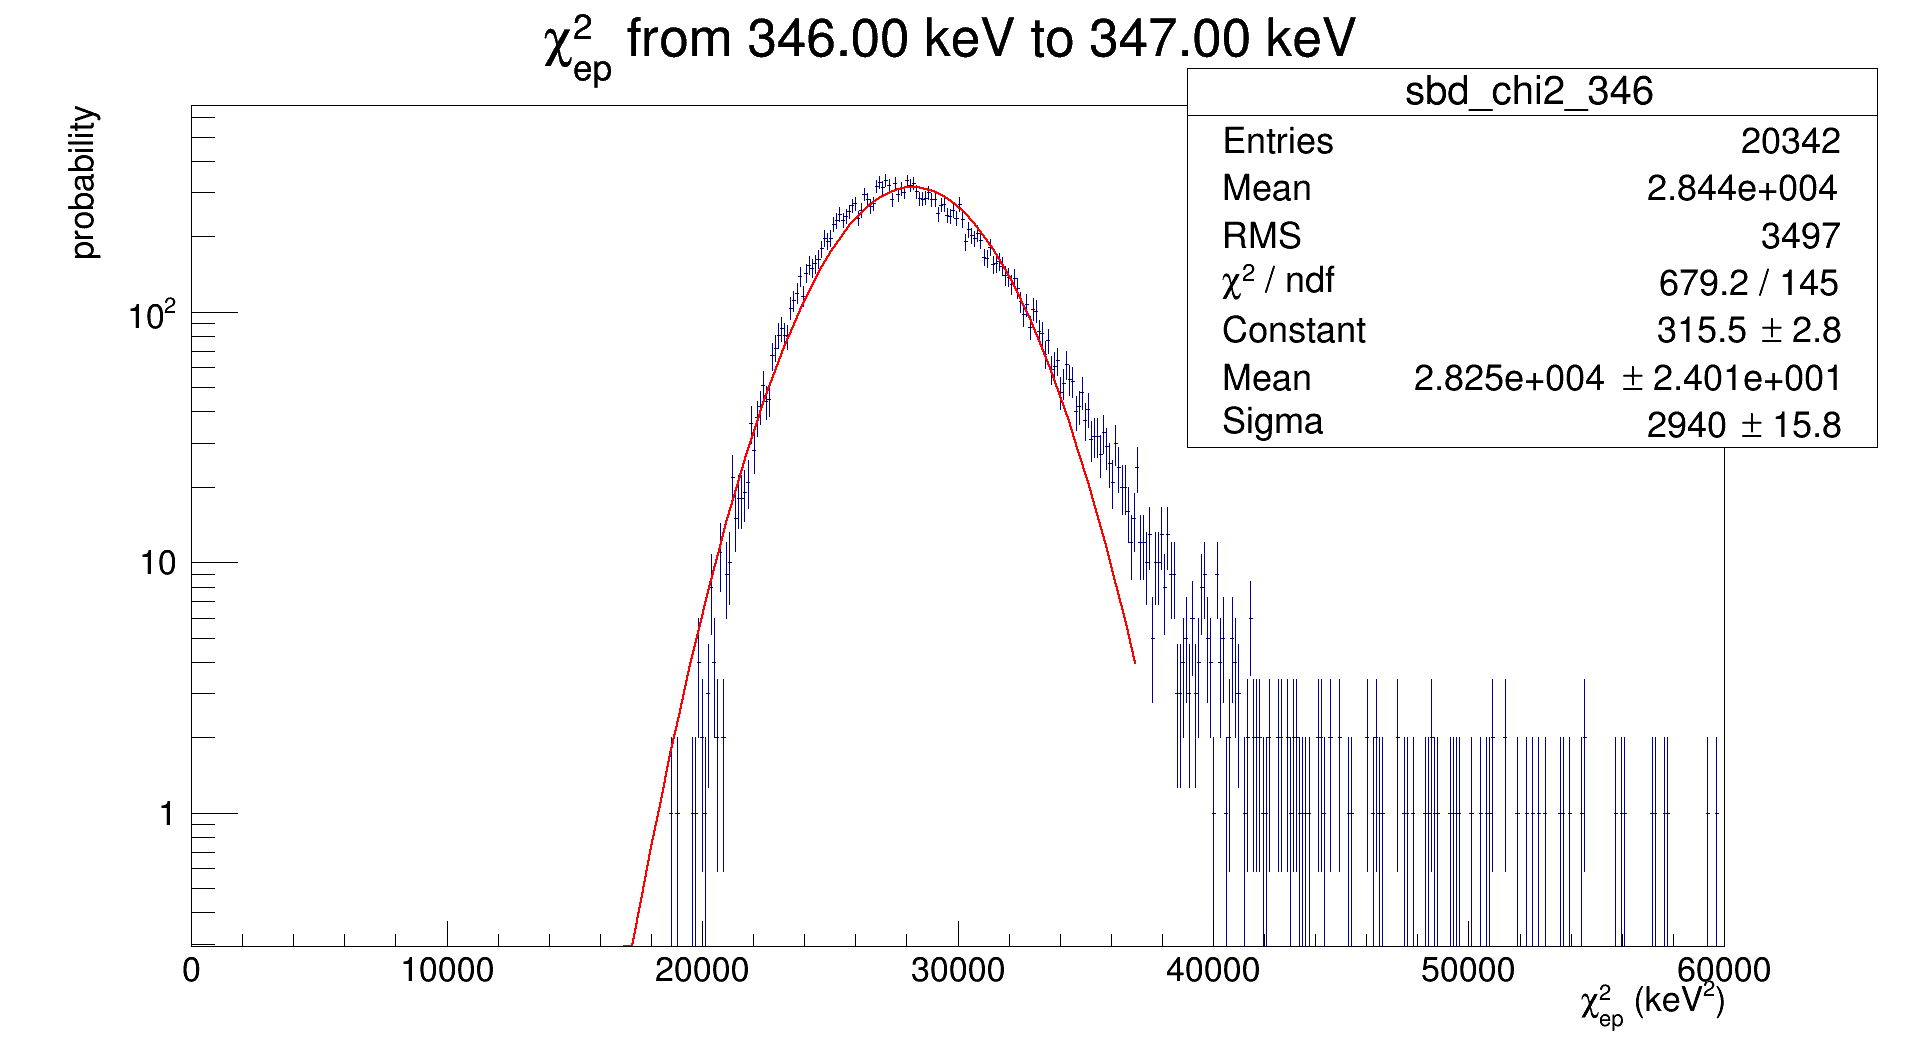 χ²ep from 346.00 keV to 347.00 keV
probability
sbd_chi2_346
Entries 20342
Mean 2.844e+004
RMS 3497
χ² / ndf 679.2 / 145
Constant 315.5 ± 2.8
Mean 2.825e+004 ± 2.401e+001
Sigma 2940 ± 15.8
10²
10
1
0 10000 20000 30000 40000 50000 60000
χ²ep (keV²)